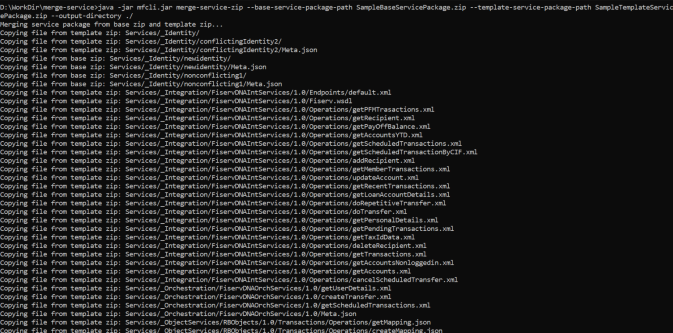 D:\WorkDir\merge-service>java -jar mfcli.jar merge-service-zip --base-service-package-path SampleBaseServicePackage.zip --template-service-package-path SampleTemplateServic
ePackage.zip --output-directory ./
Merging service package from base zip and template zip...
Copying file from template zip: Services/_Identity/
Copying file from template zip: Services/_Identity/conflictingIdentity2/
Copying file from template zip: Services/_Identity/conflictingIdentity2/Meta.json
Copying file from base zip: Services/_Identity/newidentity/
Copying file from base zip: Services/_Identity/newidentity/Meta.json
Copying file from base zip: Services/_Identity/nonconflicting1/
Copying file from base zip: Services/_Identity/nonconflicting1/Meta.json
Copying file from template zip: Services/_Integration/FiservDNAIntServices/1.0/Endpoints/default.xml
Copying file from template zip: Services/_Integration/FiservDNAIntServices/1.0/Fiserv.wsdl
Copying file from template zip: Services/_Integration/FiservDNAIntServices/1.0/Operations/getPFMTrasactions.xml
Copying file from template zip: Services/_Integration/FiservDNAIntServices/1.0/Operations/getRecipient.xml
Copying file from template zip: Services/_Integration/FiservDNAIntServices/1.0/Operations/getPayOffBalance.xml
Copying file from template zip: Services/_Integration/FiservDNAIntServices/1.0/Operations/getAccountsYTD.xml
Copying file from template zip: Services/_Integration/FiservDNAIntServices/1.0/Operations/getScheduledTransactions.xml
Copying file from template zip: Services/_Integration/FiservDNAIntServices/1.0/Operations/getScheduledTransactionByCIF.xml
Copying file from template zip: Services/_Integration/FiservDNAIntServices/1.0/Operations/addRecipient.xml
Copying file from template zip: Services/_Integration/FiservDNAIntServices/1.0/Operations/getMemberTransactions.xml
Copying file from template zip: Services/_Integration/FiservDNAIntServices/1.0/Operations/updateAccount.xml
Copying file from template zip: Services/_Integration/FiservDNAIntServices/1.0/Operations/getRecentTransactions.xml
Copying file from template zip: Services/_Integration/FiservDNAIntServices/1.0/Operations/getLoanAccountDetails.xml
Copying file from template zip: Services/_Integration/FiservDNAIntServices/1.0/Operations/doRepetitiveTransfer.xml
Copying file from template zip: Services/_Integration/FiservDNAIntServices/1.0/Operations/doTransfer.xml
Copying file from template zip: Services/_Integration/FiservDNAIntServices/1.0/Operations/getPersonalDetails.xml
Copying file from template zip: Services/_Integration/FiservDNAIntServices/1.0/Operations/getPendingTransactions.xml
Copying file from template zip: Services/_Integration/FiservDNAIntServices/1.0/Operations/getTaxIdData.xml
Copying file from template zip: Services/_Integration/FiservDNAIntServices/1.0/Operations/deleteRecipient.xml
Copying file from template zip: Services/_Integration/FiservDNAIntServices/1.0/Operations/getTransactions.xml
Copying file from template zip: Services/_Integration/FiservDNAIntServices/1.0/Operations/getAccountsNonloggedin.xml
Copying file from template zip: Services/_Integration/FiservDNAIntServices/1.0/Operations/getAccounts.xml
Copying file from template zip: Services/_Integration/FiservDNAIntServices/1.0/Operations/cancelScheduledTransfer.xml
Copying file from template zip: Services/_Orchestration/FiservDNAOrchServices/1.0/getUserDetails.xml
Copying file from template zip: Services/_Orchestration/FiservDNAOrchServices/1.0/createTransfer.xml
Copying file from template zip: Services/_Orchestration/FiservDNAOrchServices/1.0/getScheduledTransactions.xml
Copying file from template zip: Services/_Orchestration/FiservDNAOrchServices/1.0/Meta.json
Copying file from template zip: Services/_ObjectServices/RBObjects/1.0/Transactions/Operations/getMapping.json
Copying file from template zip: Services/_ObjectServices/RBObjects/1.0/Transactions/Operations/createMapping.json